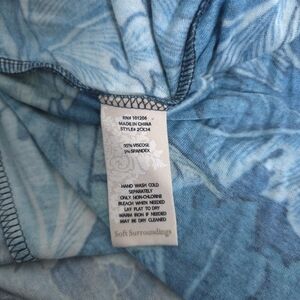 RN# 101206
MADE IN CHINA
STYLE# 2OC14
95% VISCOSE
5% SPANDEX
HAND WASH COLD
SEPARATELY
ONLY NON-CHLORINE
BLEACH WHEN NEEDED
LAY FLAT TO DRY
WARM IRON IF NEEDED
MAY BE DRY CLEANED
Soft Surroundings